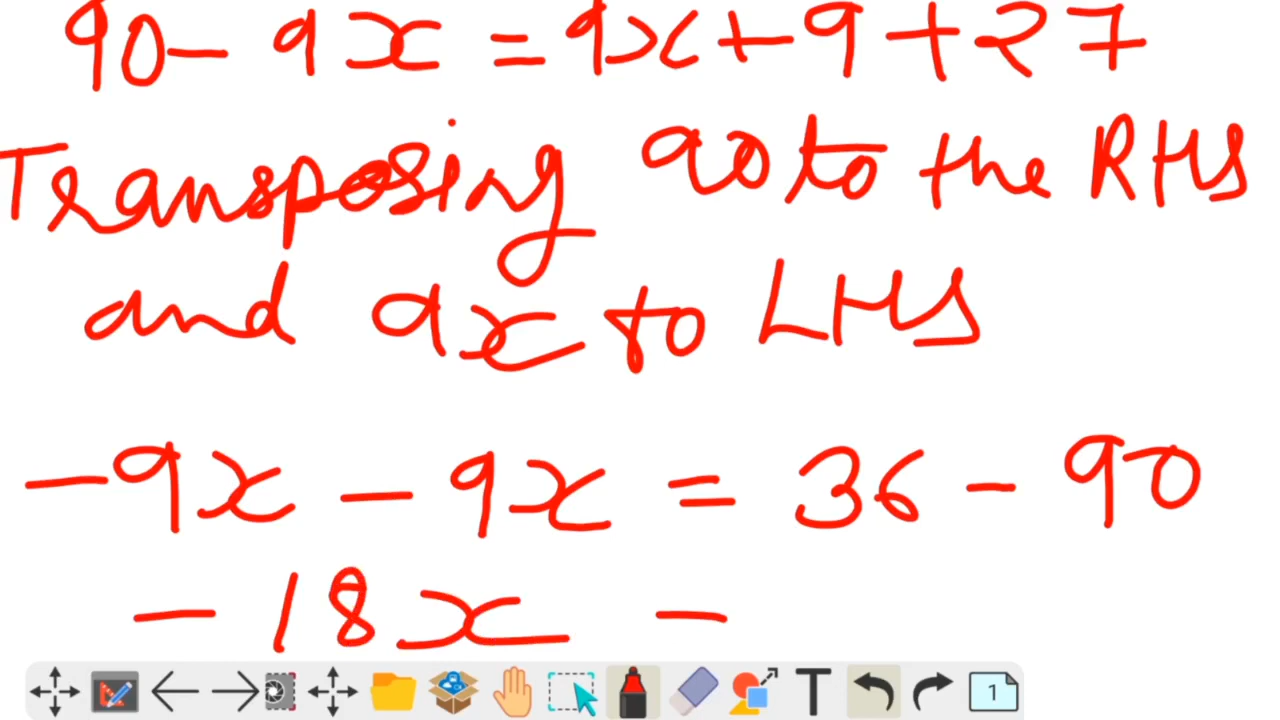 90 - 9x = 9x + 9 + 27
Transposing 90 to the RHS
and 9x to LHS
- 9x - 9x = 36 - 90
- 18x -
T
1